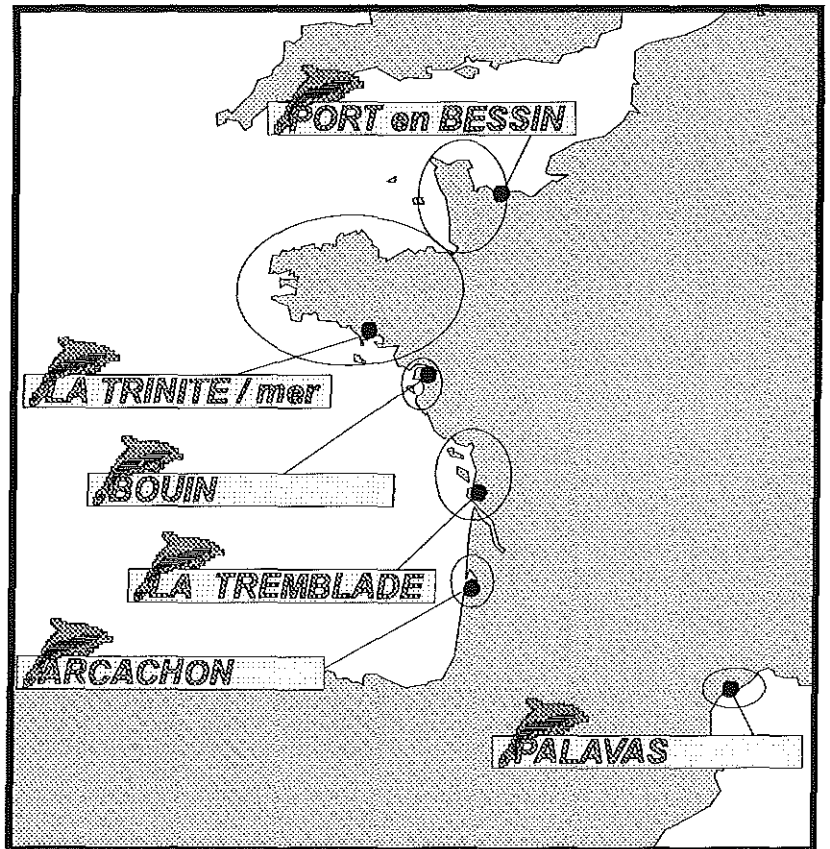 PORT en BESSIN
LA TRINITE / mer
BOUIN
LA TREMBLADE
ARCACHON
PALAVAS